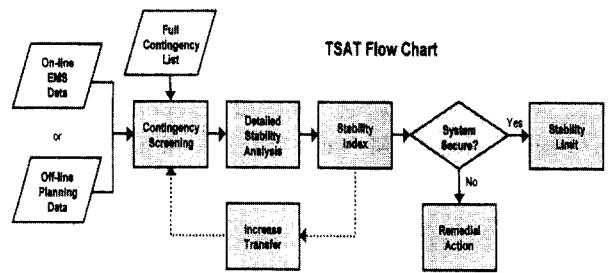 Full
Contingency
List
TSAT Flow Chart
On-line
EMS
Data
or
Off-line
Planning
Data
Contingency
Screening
Detailed
Stability
Analysis
Stability
Index
System
Secure?
Yes
Stability
Limit
No
Increase
Transfer
Remedial
Action